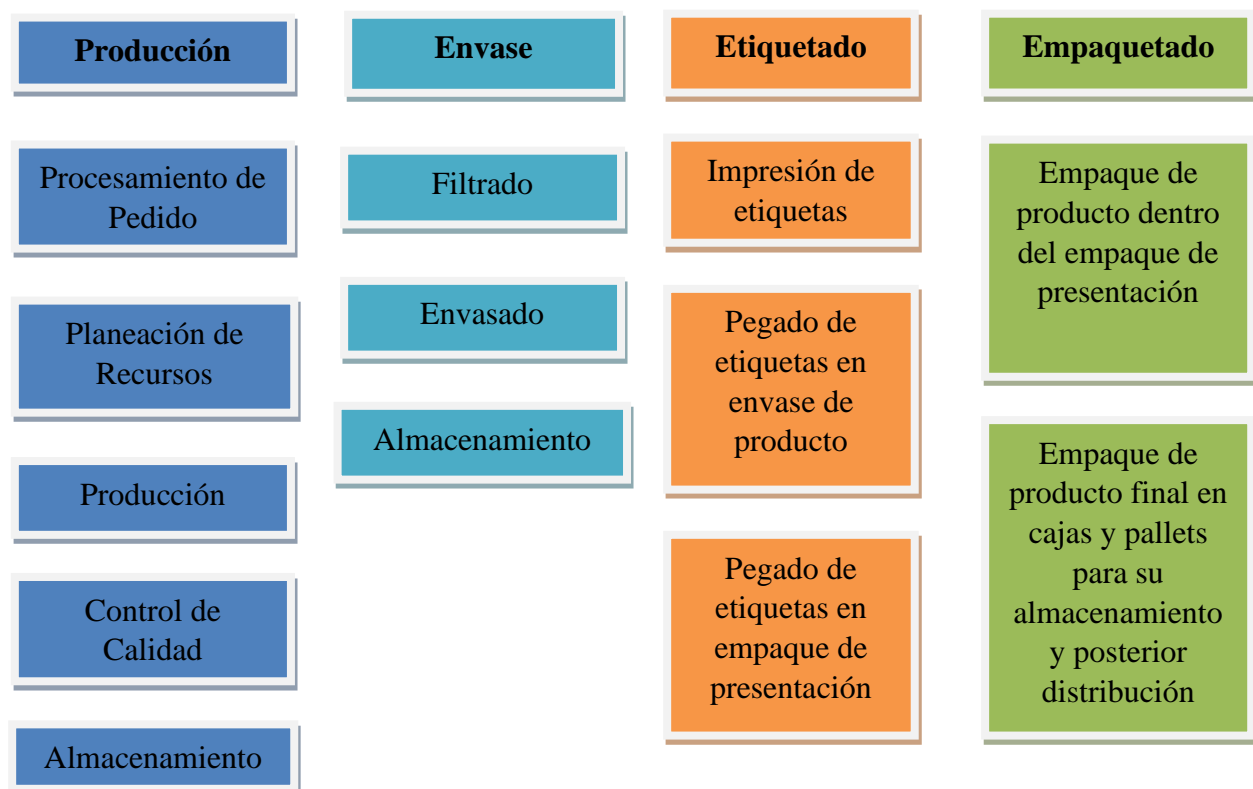 Producción
Procesamiento de
Pedido
Planeación de
Recursos
Producción
Control de
Calidad
Almacenamiento
Envase
Filtrado
Envasado
Almacenamiento
Etiquetado
Impresión de
etiquetas
Pegado de
etiquetas en
envase de
producto
Pegado de
etiquetas en
empaque de
presentación
Empaquetado
Empaque de
producto dentro
del empaque de
presentación
Empaque de
producto final en
cajas y pallets
para su
almacenamiento
y posterior
distribución